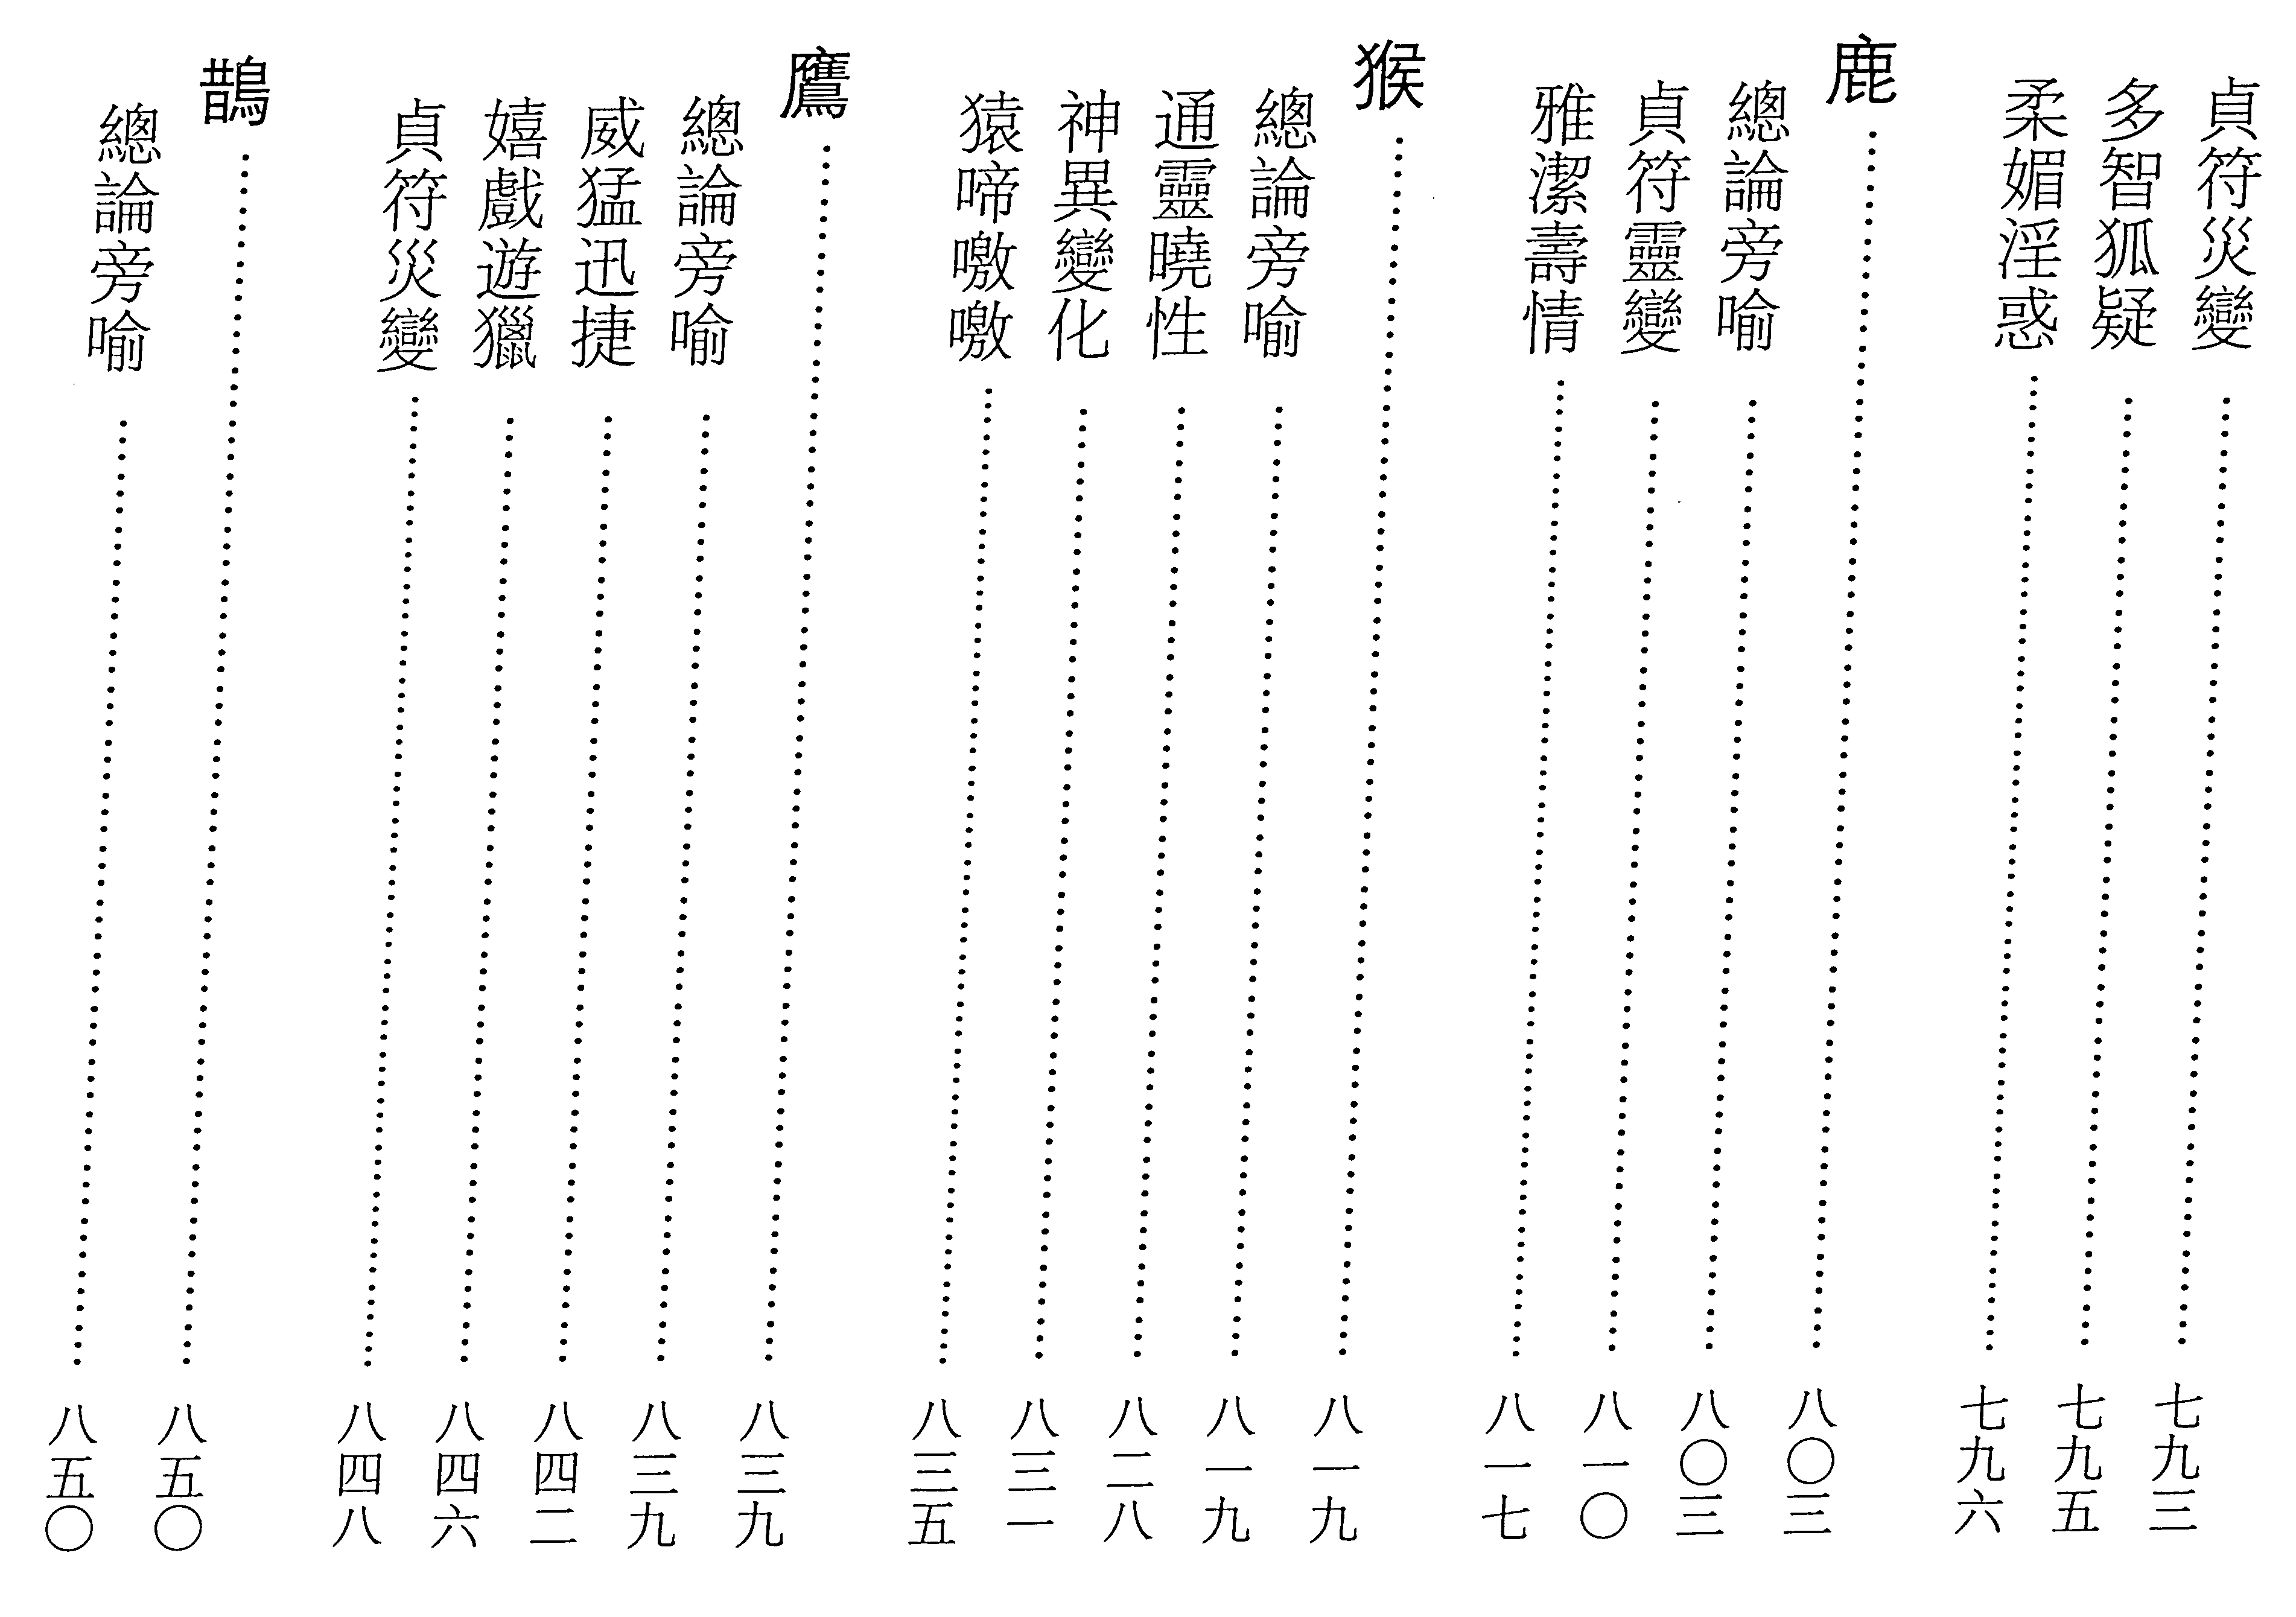 貞符災變……七九三
多智狐疑……七九五
柔媚淫惑……七九六
鹿……八〇三
總論旁喻……八〇三
貞符靈變……八一〇
雅潔壽情……八一七
猴……八一九
總論旁喻……八一九
通靈曉性……八二八
神異變化……八三一
猿啼噭噭……八三五
鷹……八三九
總論旁喻……八三九
威猛迅捷……八四二
嬉戲遊獵……八四六
貞符災變……八四八
鵲……八五〇
總論旁喻……八五〇